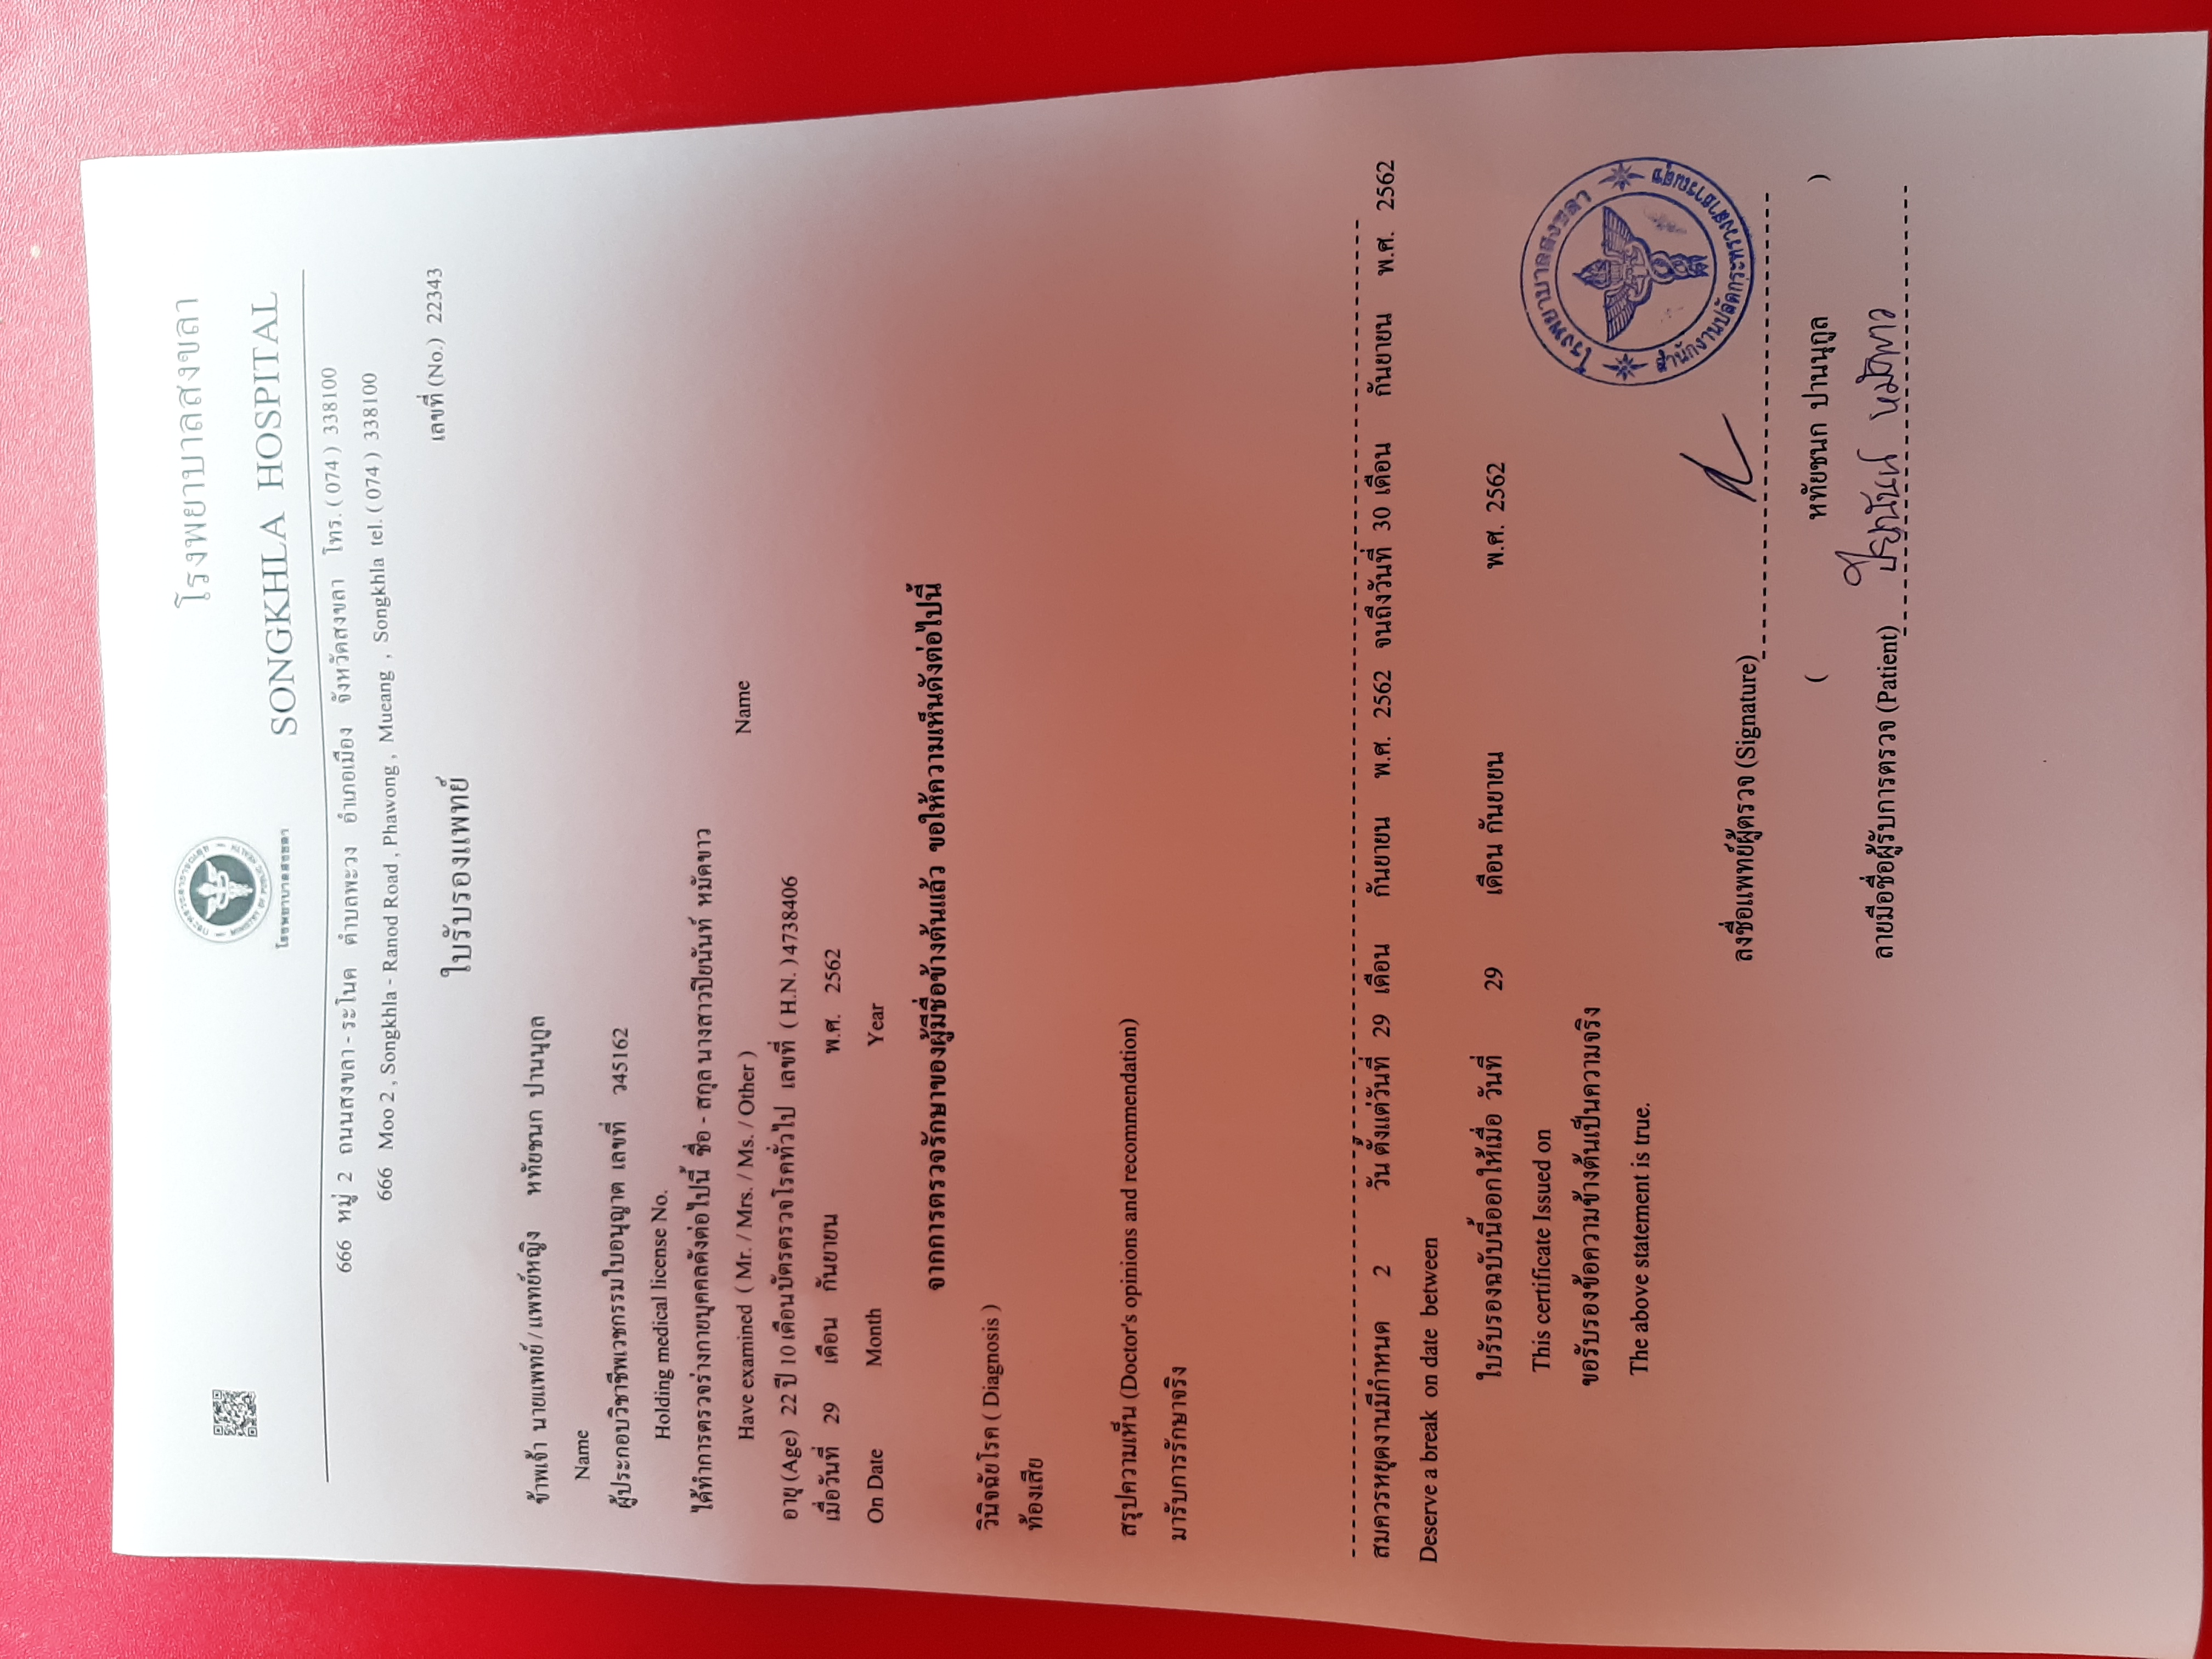 โรงพยาบาลสงขลา
กระทรวงสาธารณสุข
MINISTRY OF PUBLIC HEALTH
โรงพยาบาลสงขลา
SONGKHLA HOSPITAL
666 หมู่ 2 ถนนสงขลา - ระโนด ตำบลพะวง อำเภอเมือง จังหวัดสงขลา โทร. ( 074 ) 338100
666 Moo 2 , Songkhla - Ranod Road , Phawong , Mueang , Songkhla tel. ( 074 ) 338100
เลขที่ (No.) 22343
ใบรับรองแพทย์
ข้าพเจ้า นายแพทย์ / แพทย์หญิง หทัยชนก ปานนุกูล
Name
ผู้ประกอบวิชาชีพเวชกรรมใบอนุญาต เลขที่ ว45162
Holding medical license No.
ได้ทำการตรวจร่างกายบุคคลดังต่อไปนี้ ชื่อ - สกุล นางสาวปิยนันท์ หมัดขาว
Have examined ( Mr. / Mrs. / Ms. / Other ) Name
อายุ (Age) 22 ปี 10 เดือน บัตรตรวจโรคทั่วไป เลขที่ ( H.N. ) 4738406
เมื่อวันที่ 29 เดือน กันยายน พ.ศ. 2562
On Date Month Year
จากการตรวจรักษาของผู้มีชื่อข้างต้นแล้ว ขอให้ความเห็นดังต่อไปนี้
วินิจฉัยโรค ( Diagnosis )
ท้องเสีย
สรุปความเห็น (Doctor's opinions and recommendation)
มารับการรักษาจริง
สมควรหยุดงานมีกำหนด 2 วัน ตั้งแต่วันที่ 29 เดือน กันยายน พ.ศ. 2562 จนถึงวันที่ 30 เดือน กันยายน พ.ศ. 2562
Deserve a break on date between
ใบรับรองฉบับนี้ออกให้เมื่อ วันที่ 29 เดือน กันยายน พ.ศ. 2562
This certificate Issued on
ขอรับรองข้อความข้างต้นเป็นความจริง
The above statement is true.
โรงพยาบาลสงขลา
สำนักงานปลัดกระทรวงสาธารณสุข
ลงชื่อแพทย์ผู้ตรวจ (Signature)
( หทัยชนก ปานนุกูล )
ลายมือชื่อผู้รับการตรวจ (Patient) ปิยนันท์ หมัดขาว